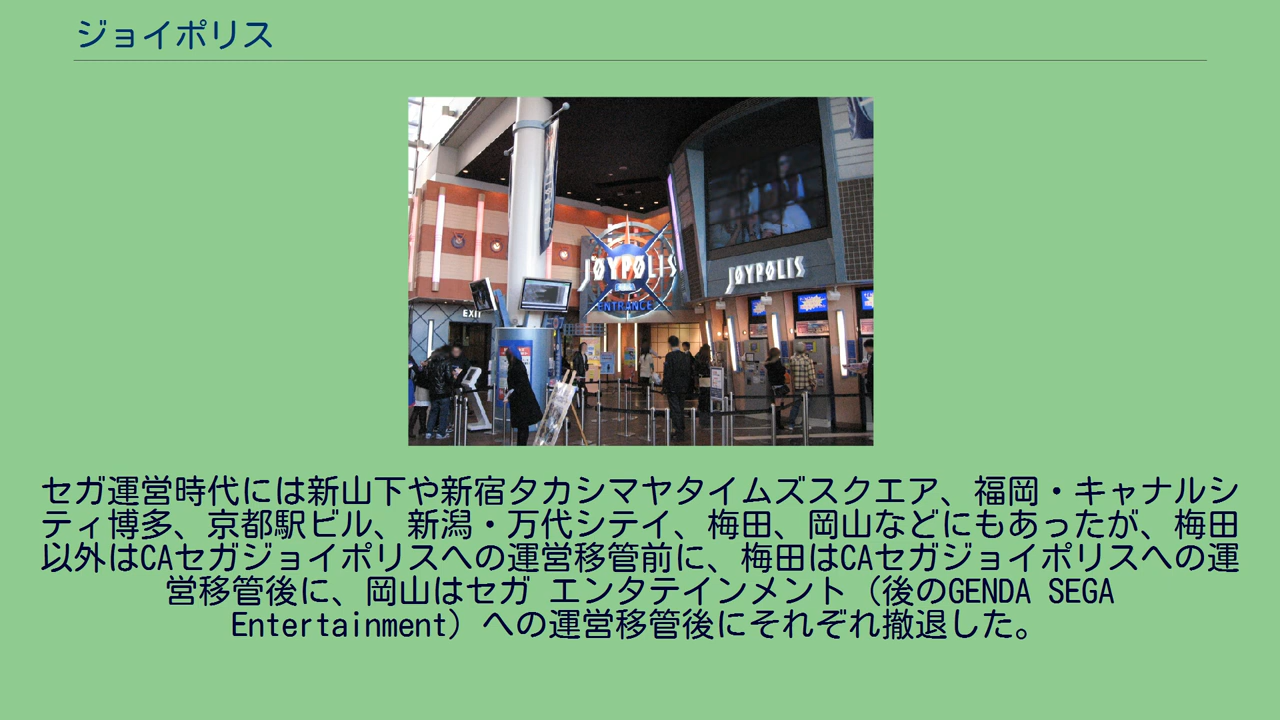 ジョイポリス
JOYPOLIS
ENTRANCE
JOYPOLIS
EXIT
セガ運営時代には新山下や新宿タカシマヤタイムズスクエア、福岡・キャナルシ
ティ博多、京都駅ビル、新潟・万代シテイ、梅田、岡山などにもあったが、梅田
以外はCAセガジョイポリスへの運営移管前に、梅田はCAセガジョイポリスへの運
営移管後に、岡山はセガ エンタテインメント（後のGENDA SEGA
Entertainment）への運営移管後にそれぞれ撤退した。